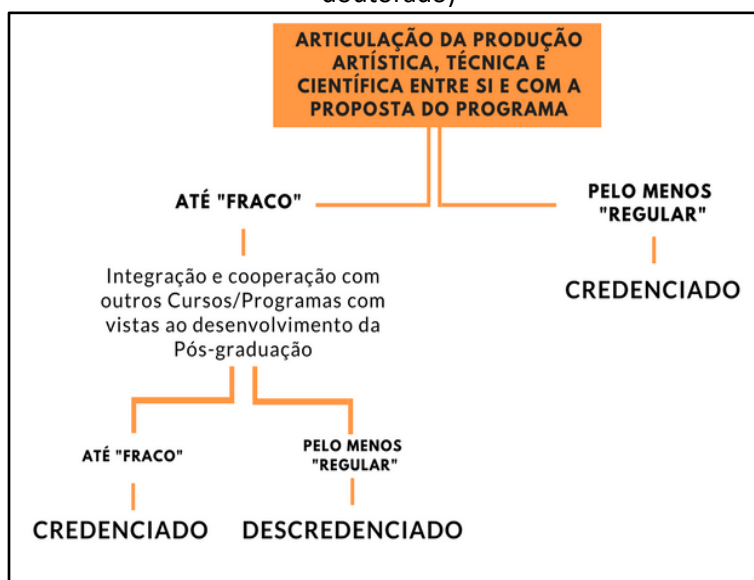 doutorado)
ARTICULAÇÃO DA PRODUÇÃO
ARTÍSTICA, TÉCNICA E
CIENTÍFICA ENTRE SI E COM A
PROPOSTA DO PROGRAMA
ATÉ "FRACO"
PELO MENOS
"REGULAR"
Integração e cooperação com
outros Cursos/Programas com
vistas ao desenvolvimento da
Pós-graduação
CREDENCIADO
ATÉ "FRACO"
PELO MENOS
"REGULAR"
CREDENCIADO
DESCREDENCIADO